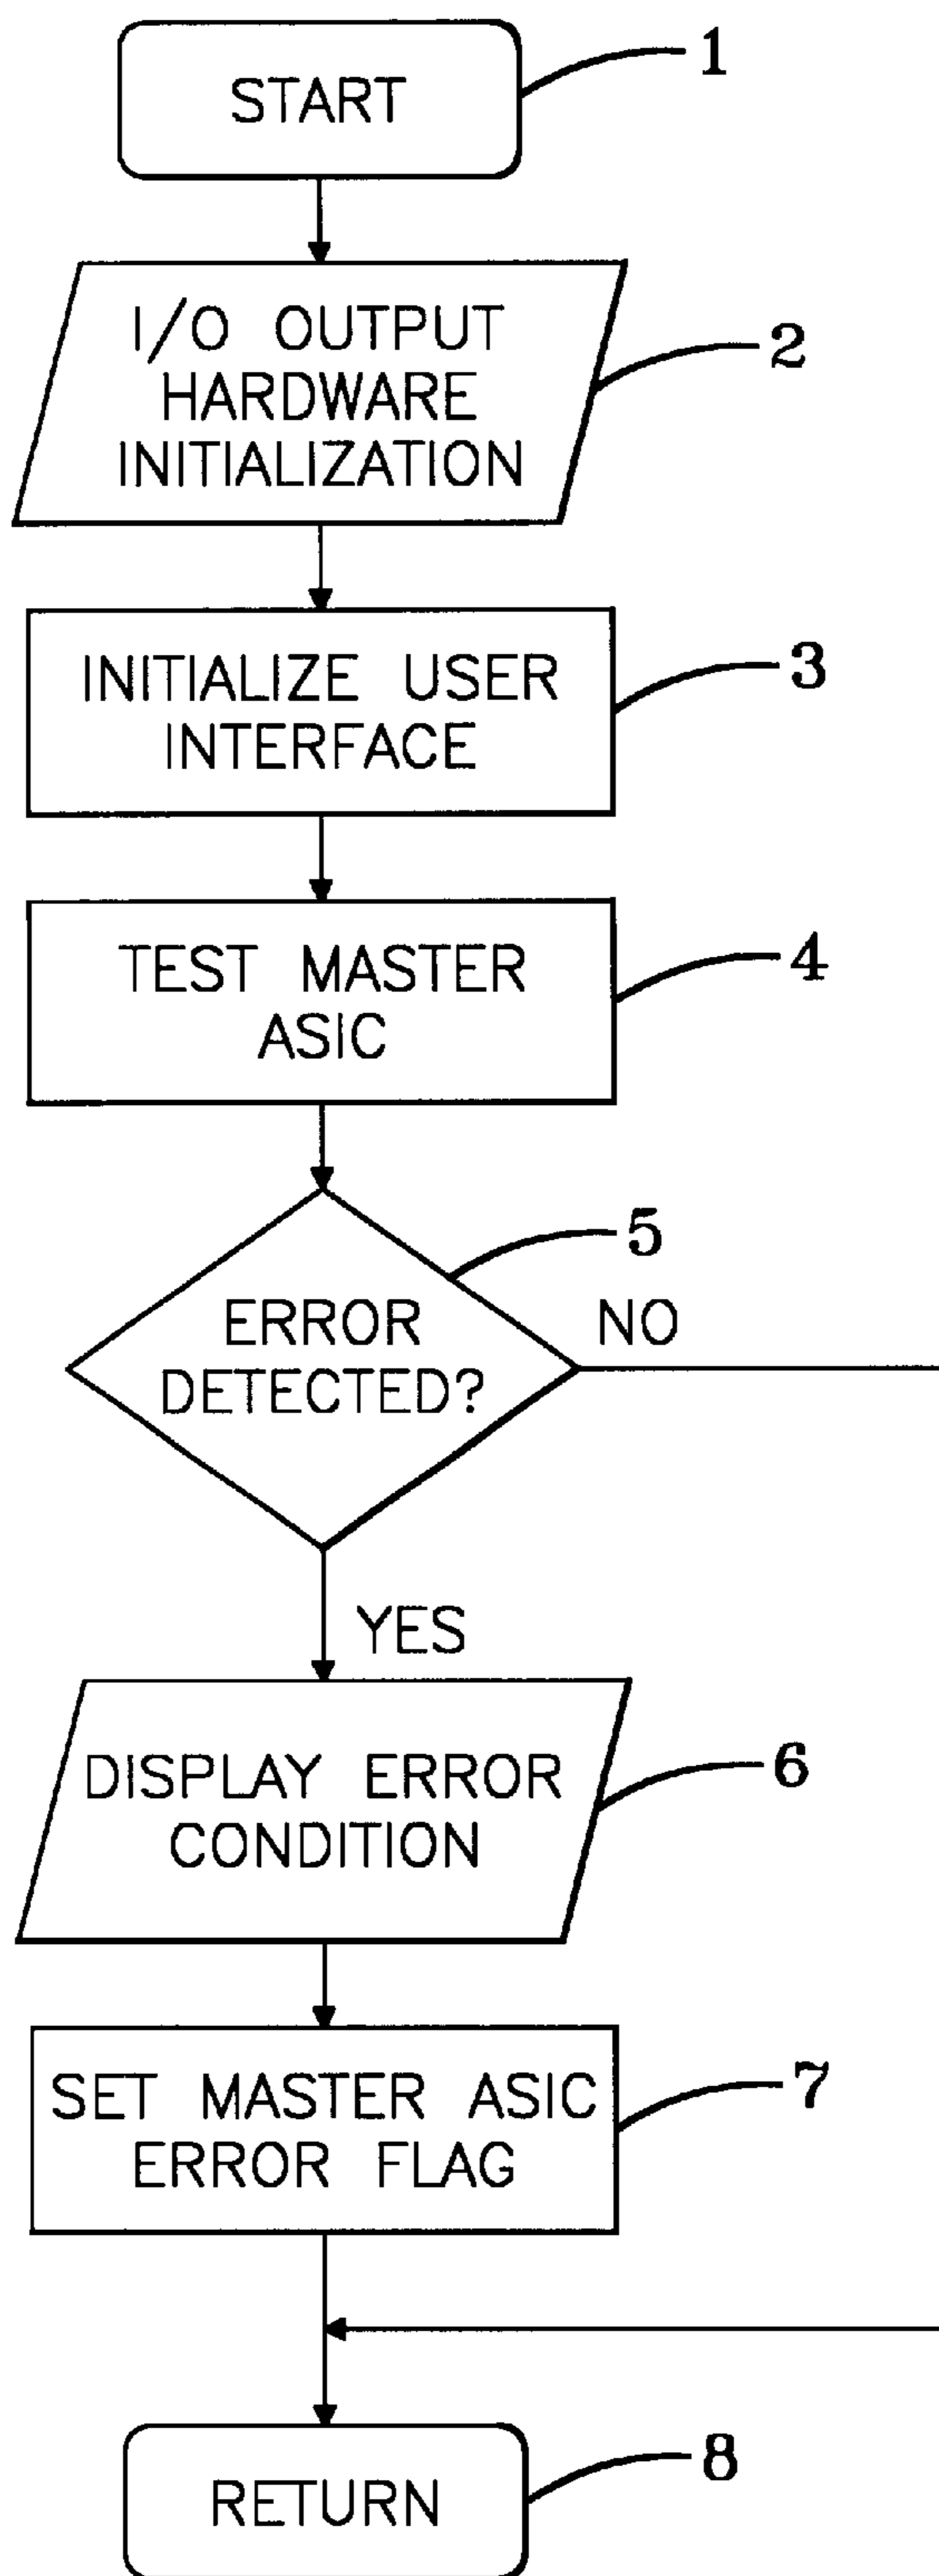 START
1
I/O OUTPUT
HARDWARE
INITIALIZATION
2
INITIALIZE USER
INTERFACE
3
TEST MASTER
ASIC
4
ERROR
DETECTED?
5
NO
YES
DISPLAY ERROR
CONDITION
6
SET MASTER ASIC
ERROR FLAG
7
RETURN
8